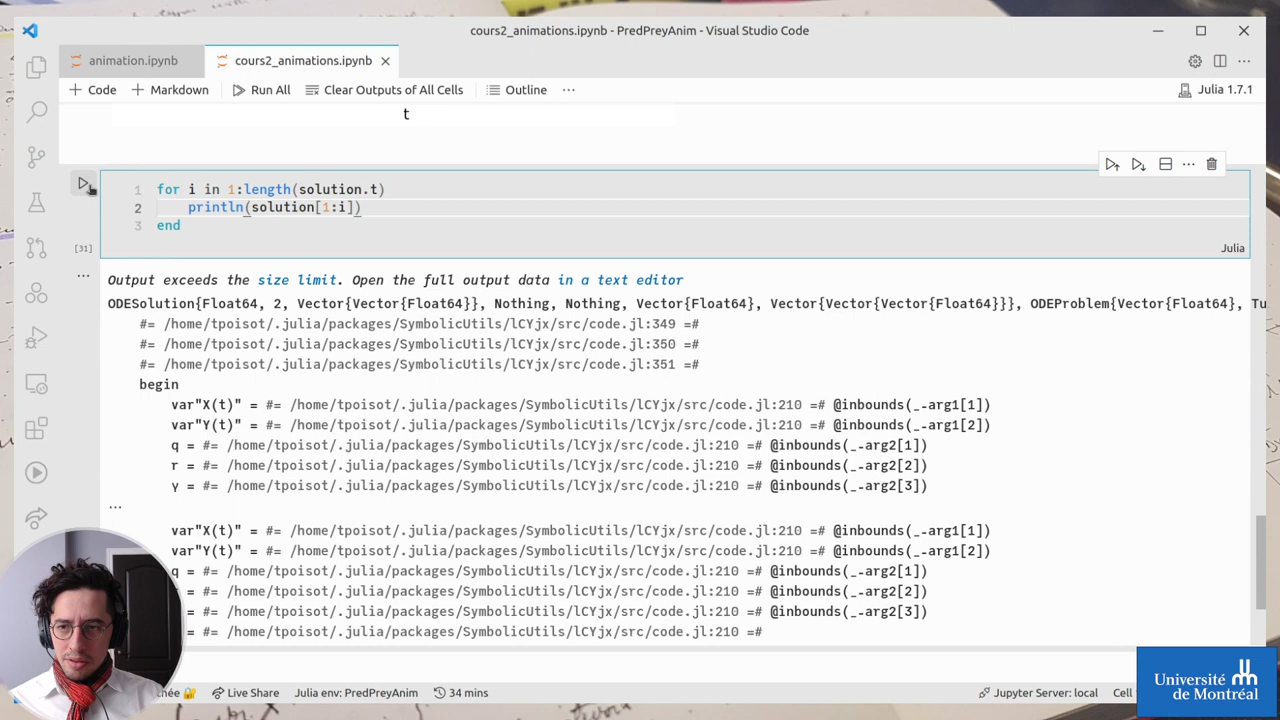 cours2_animations.ipynb - PredPreyAnim - Visual Studio Code
animation.ipynb
cours2_animations.ipynb
Code
Markdown
Run All
Clear Outputs of All Cells
Outline
Julia 1.7.1
t
1 for i in 1:length(solution.t)
2 println(solution[1:i])
3 end
[31]
Julia
Output exceeds the size limit. Open the full output data in a text editor
ODESolution{Float64, 2, Vector{Vector{Float64}}, Nothing, Nothing, Vector{Float64}, Vector{Vector{Vector{Float64}}}, ODEProblem{Vector{Float64}, Tu
#= /home/tpoisot/.julia/packages/SymbolicUtils/lCYjx/src/code.jl:349 =#
#= /home/tpoisot/.julia/packages/SymbolicUtils/lCYjx/src/code.jl:350 =#
#= /home/tpoisot/.julia/packages/SymbolicUtils/lCYjx/src/code.jl:351 =#
begin
var"X(t)" = #= /home/tpoisot/.julia/packages/SymbolicUtils/lCYjx/src/code.jl:210 =# @inbounds(_-arg1[1])
var"Y(t)" = #= /home/tpoisot/.julia/packages/SymbolicUtils/lCYjx/src/code.jl:210 =# @inbounds(_-arg1[2])
q = #= /home/tpoisot/.julia/packages/SymbolicUtils/lCYjx/src/code.jl:210 =# @inbounds(_-arg2[1])
r = #= /home/tpoisot/.julia/packages/SymbolicUtils/lCYjx/src/code.jl:210 =# @inbounds(_-arg2[2])
γ = #= /home/tpoisot/.julia/packages/SymbolicUtils/lCYjx/src/code.jl:210 =# @inbounds(_-arg2[3])
...
var"X(t)" = #= /home/tpoisot/.julia/packages/SymbolicUtils/lCYjx/src/code.jl:210 =# @inbounds(_-arg1[1])
var"Y(t)" = #= /home/tpoisot/.julia/packages/SymbolicUtils/lCYjx/src/code.jl:210 =# @inbounds(_-arg1[2])
q = #= /home/tpoisot/.julia/packages/SymbolicUtils/lCYjx/src/code.jl:210 =# @inbounds(_-arg2[1])
= #= /home/tpoisot/.julia/packages/SymbolicUtils/lCYjx/src/code.jl:210 =# @inbounds(_-arg2[2])
= #= /home/tpoisot/.julia/packages/SymbolicUtils/lCYjx/src/code.jl:210 =# @inbounds(_-arg2[3])
= #= /home/tpoisot/.julia/packages/SymbolicUtils/lCYjx/src/code.jl:210 =#
Live Share
Julia env: PredPreyAnim
34 mins
Jupyter Server: local
Cell
Université
de Montréal